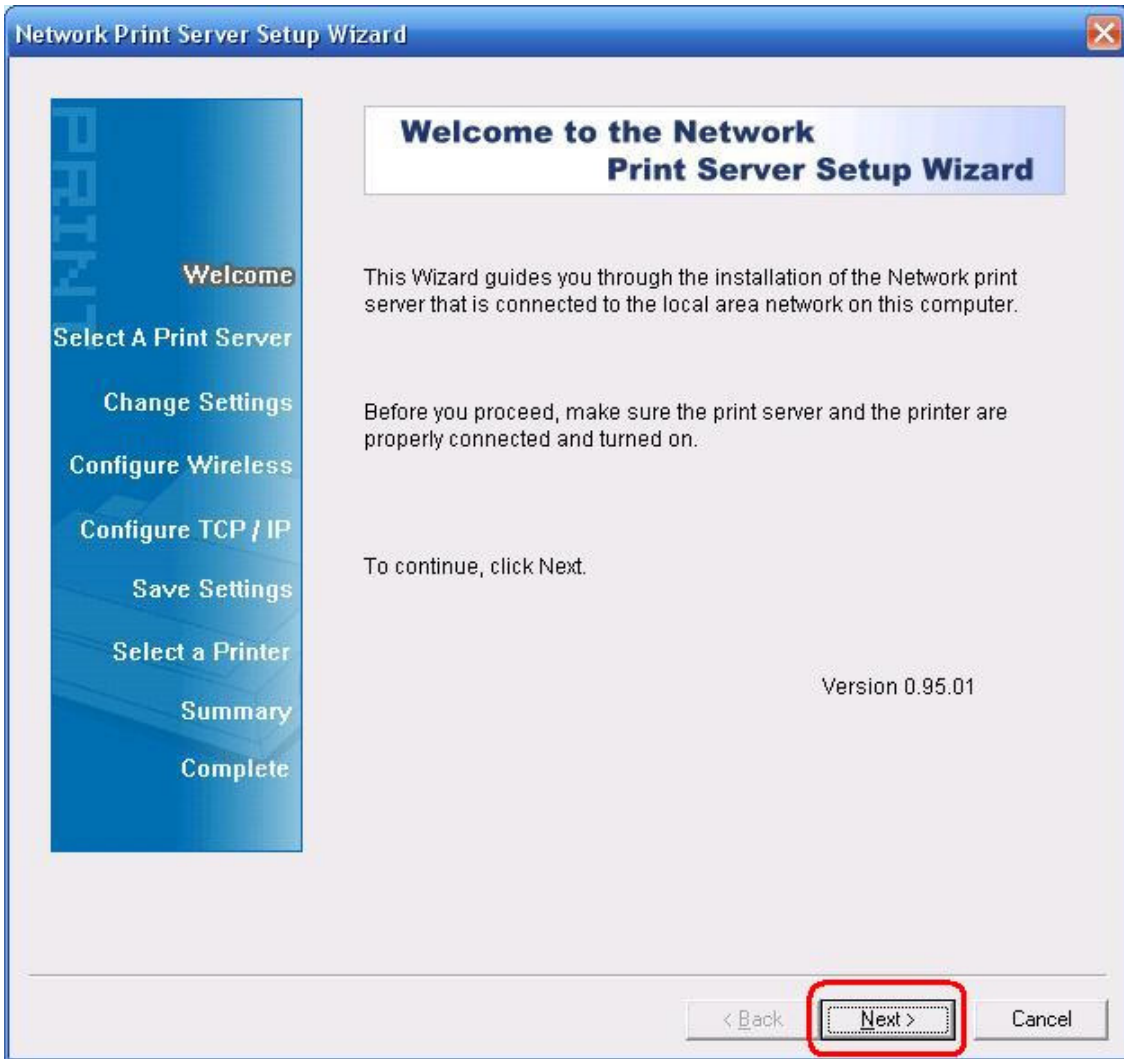 Network Print Server Setup Wizard
PRINT
Welcome
Select A Print Server
Change Settings
Configure Wireless
Configure TCP / IP
Save Settings
Select a Printer
Summary
Complete
Welcome to the Network
Print Server Setup Wizard
This Wizard guides you through the installation of the Network print
server that is connected to the local area network on this computer.
Before you proceed, make sure the print server and the printer are
properly connected and turned on.
To continue, click Next.
Version 0.95.01
< Back
Next >
Cancel